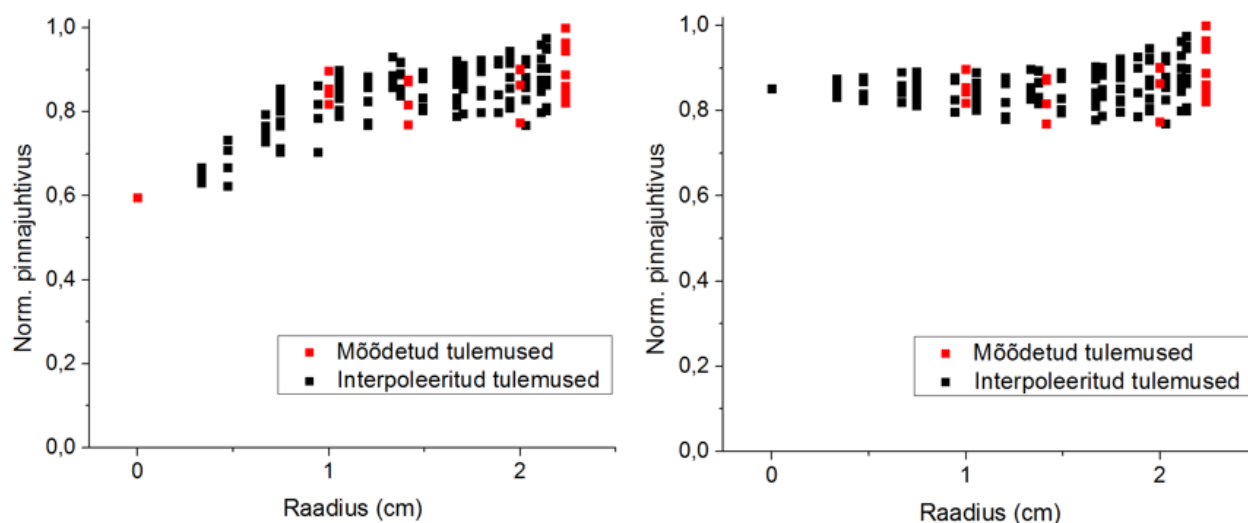 1,0
0,8
0,6
0,4
0,2
0,0
Norm. pinnajuhtivus
Mõõdetud tulemused
Interpoleeritud tulemused
0
1
2
Raadius (cm)
1,0
0,8
0,6
0,4
0,2
0,0
Norm. pinnajuhtivus
Mõõdetud tulemused
Interpoleeritud tulemused
0
1
2
Raadius (cm)